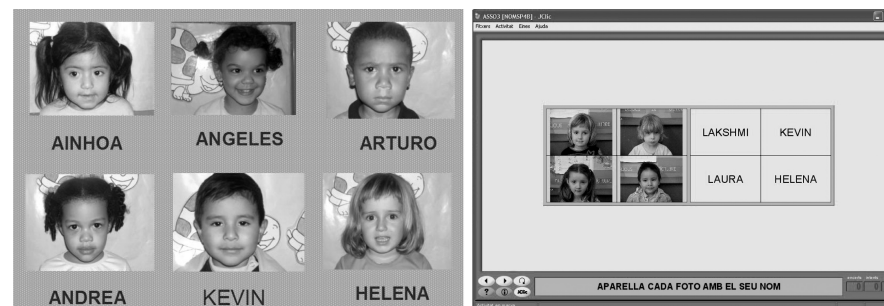 AINHOA
ANGELES
ARTURO
ANDREA
KEVIN
HELENA
ASSO3 [NOMSP4B] - JClic
Fitxers Activitat Eines Ajuda
LAKSHMI
KEVIN
LAURA
HELENA
APARELLA CADA FOTO AMB EL SEU NOM